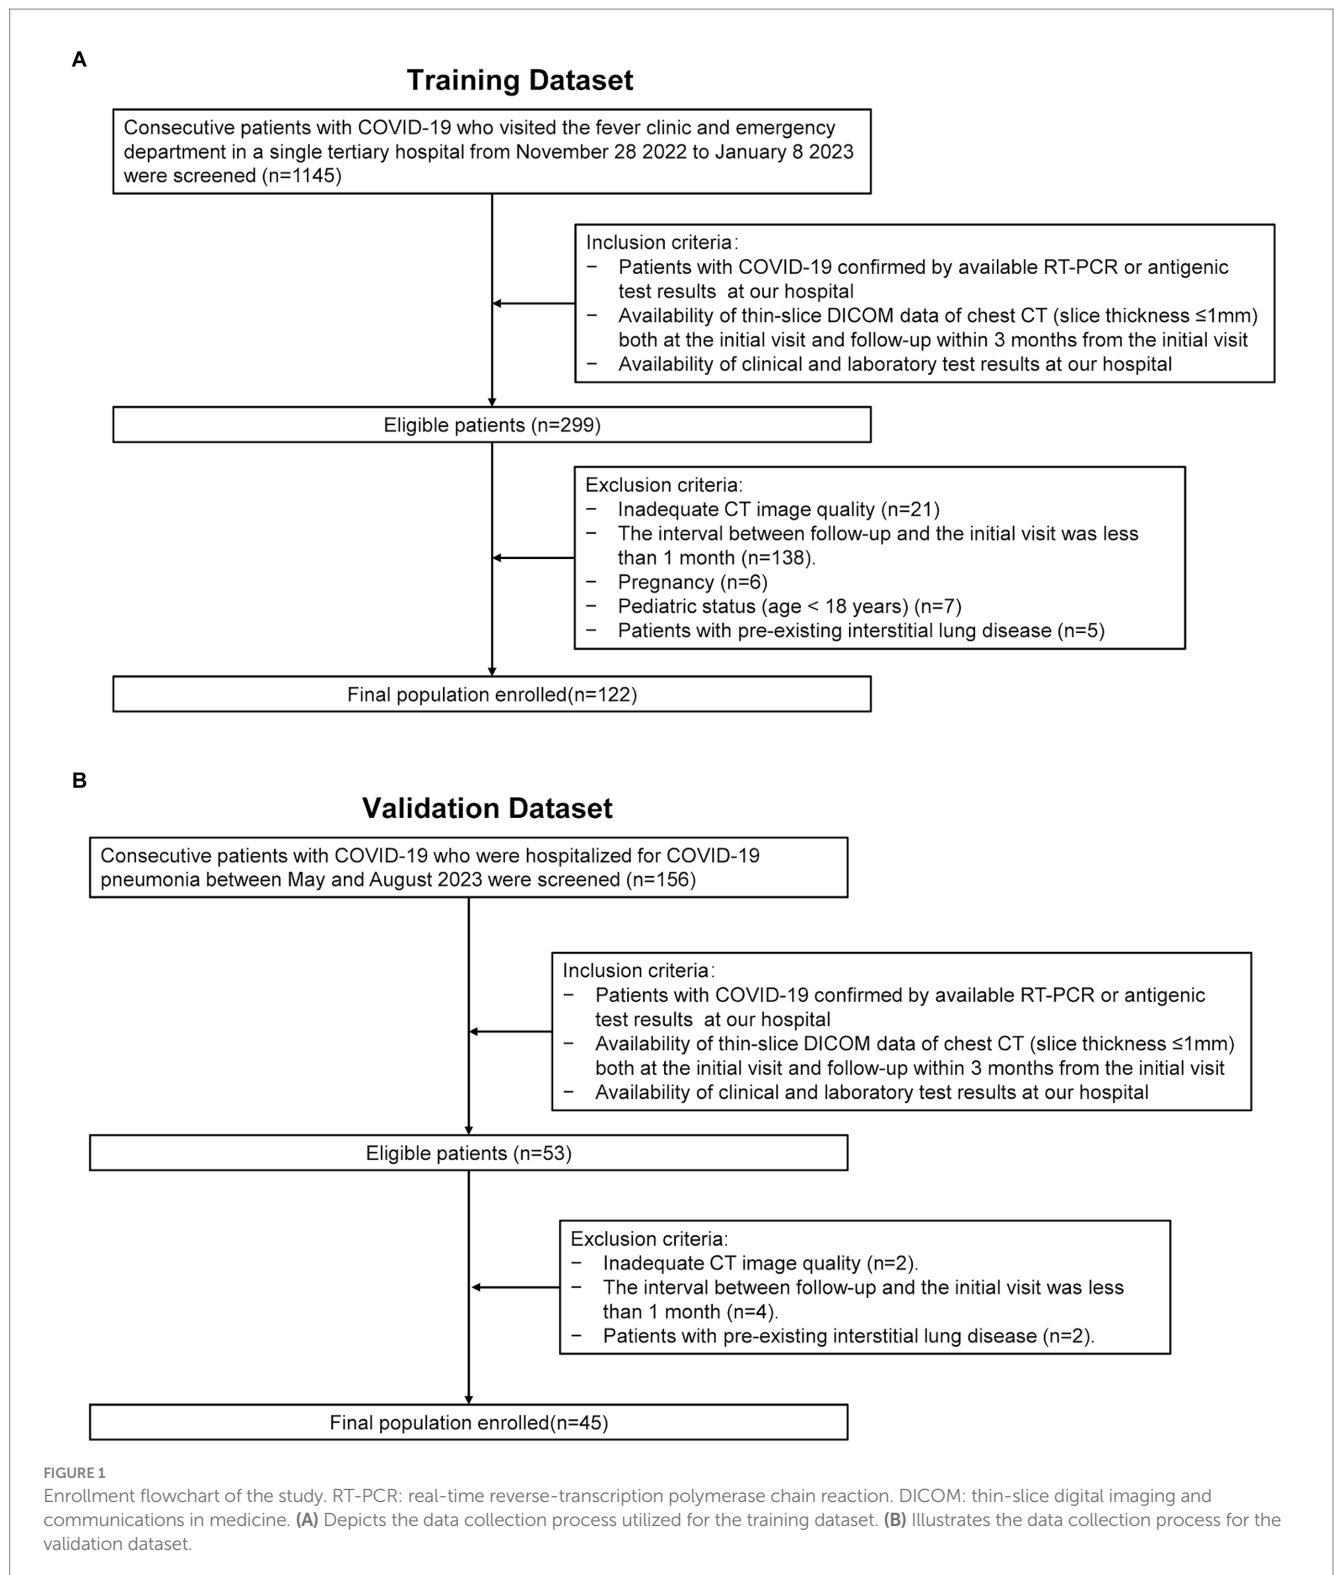 A
Training Dataset
Consecutive patients with COVID-19 who visited the fever clinic and emergency
department in a single tertiary hospital from November 28 2022 to January 8 2023
were screened (n=1145)
Inclusion criteria:
− Patients with COVID-19 confirmed by available RT-PCR or antigenic
test results  at our hospital
− Availability of thin-slice DICOM data of chest CT (slice thickness ≤1mm)
both at the initial visit and follow-up within 3 months from the initial visit
− Availability of clinical and laboratory test results at our hospital
Eligible patients (n=299)
Exclusion criteria:
− Inadequate CT image quality (n=21)
− The interval between follow-up and the initial visit was less
than 1 month (n=138).
− Pregnancy (n=6)
− Pediatric status (age < 18 years) (n=7)
− Patients with pre-existing interstitial lung disease (n=5)
Final population enrolled(n=122)
B
Validation Dataset
Consecutive patients with COVID-19 who were hospitalized for COVID-19
pneumonia between May and August 2023 were screened (n=156)
Inclusion criteria:
− Patients with COVID-19 confirmed by available RT-PCR or antigenic
test results  at our hospital
− Availability of thin-slice DICOM data of chest CT (slice thickness ≤1mm)
both at the initial visit and follow-up within 3 months from the initial visit
− Availability of clinical and laboratory test results at our hospital
Eligible patients (n=53)
Exclusion criteria:
− Inadequate CT image quality (n=2).
− The interval between follow-up and the initial visit was less
than 1 month (n=4).
− Patients with pre-existing interstitial lung disease (n=2).
Final population enrolled(n=45)
FIGURE 1
Enrollment flowchart of the study. RT-PCR: real-time reverse-transcription polymerase chain reaction. DICOM: thin-slice digital imaging and
communications in medicine. (A) Depicts the data collection process utilized for the training dataset. (B) Illustrates the data collection process for the
validation dataset.